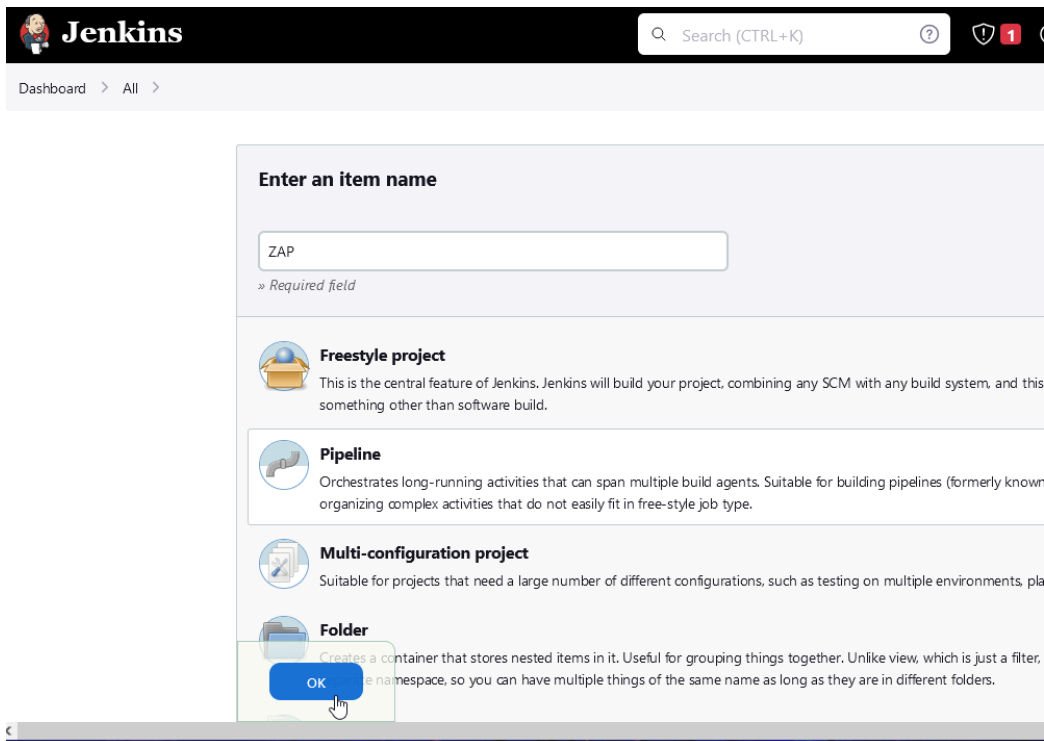 Jenkins
Search (CTRL+K)
1
Dashboard > All >
Enter an item name
ZAP
» Required field
Freestyle project
This is the central feature of Jenkins. Jenkins will build your project, combining any SCM with any build system, and this
something other than software build.
Pipeline
Orchestrates long-running activities that can span multiple build agents. Suitable for building pipelines (formerly known
organizing complex activities that do not easily fit in free-style job type.
Multi-configuration project
Suitable for projects that need a large number of different configurations, such as testing on multiple environments, pla
Folder
Creates a container that stores nested items in it. Useful for grouping things together. Unlike view, which is just a filter,
namespace, so you can have multiple things of the same name as long as they are in different folders.
OK